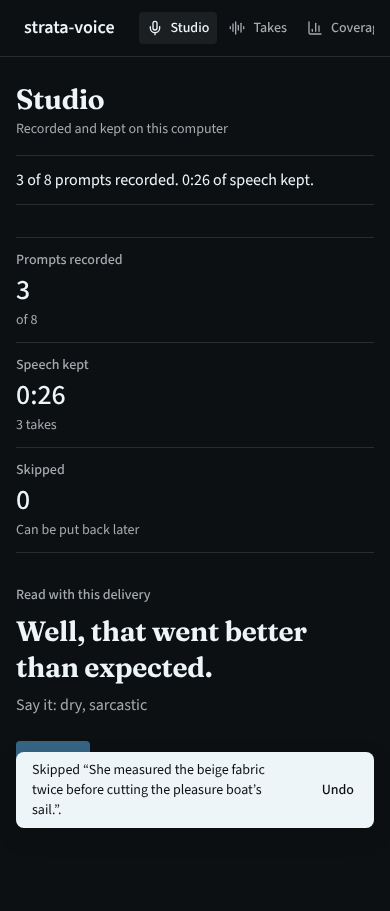 strata-voice
Studio
Takes
Studio
Recorded and kept on this computer
3 of 8 prompts recorded. 0:26 of speech kept.
Prompts recorded
3
of 8
Speech kept
0:26
3 takes
Skipped
0
Can be put back later
Read with this delivery
Well, that went better
than expected.
Say it: dry, sarcastic
Skipped “She measured the beige fabric
twice before cutting the pleasure boat’s
sail.”.
Undo